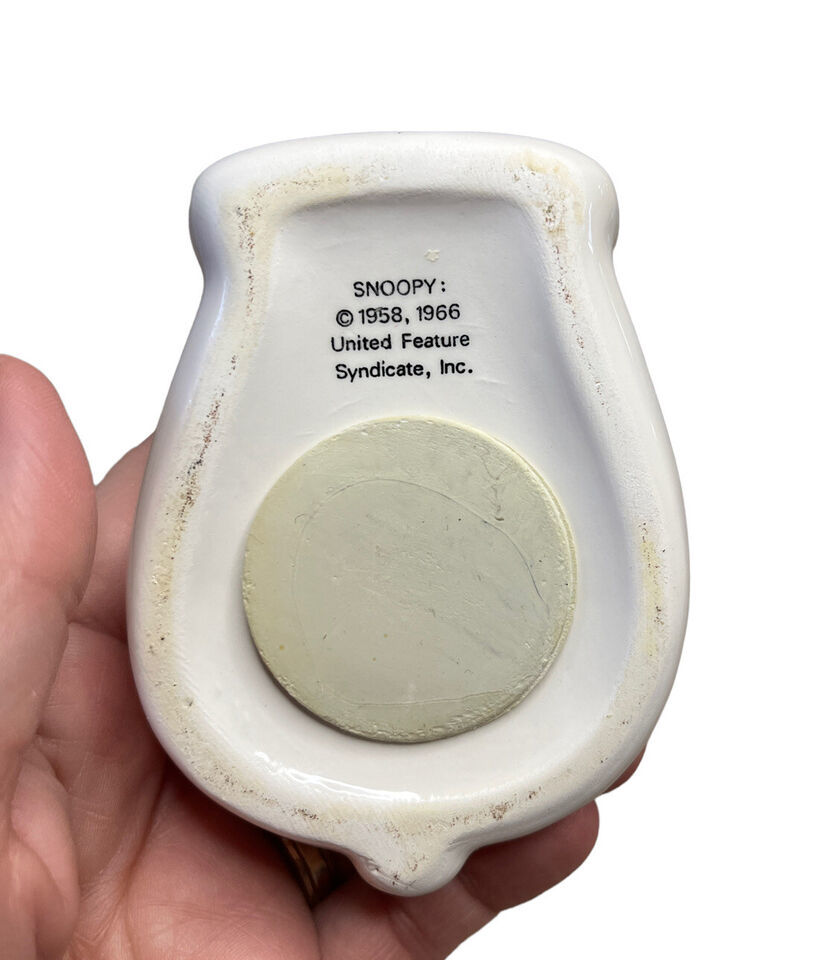 SNOOPY:
© 1958, 1966
United Feature
Syndicate, Inc.